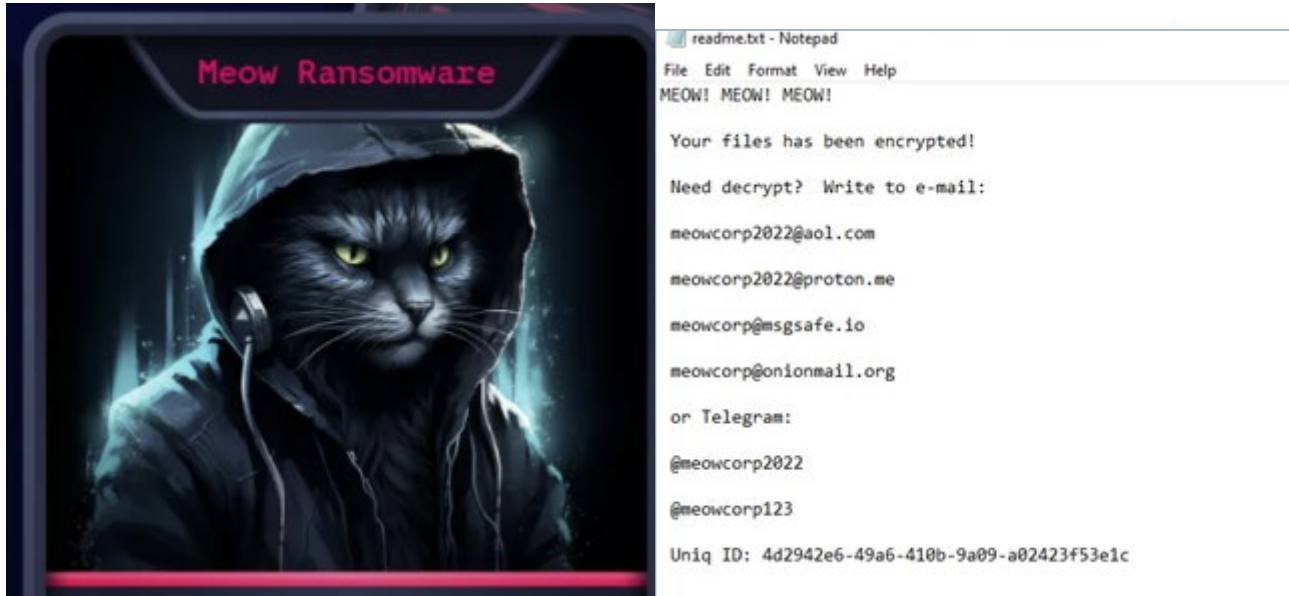 Meow Ransomware
readme.txt - Notepad
File Edit Format View Help
MEOW! MEOW! MEOW!
Your files has been encrypted!
Need decrypt? Write to e-mail:
meowcorp2022@aol.com
meowcorp2022@proton.me
meowcorp@msgsafe.io
meowcorp@onionmail.org
or Telegram:
@meowcorp2022
@meowcorp123
Uniq ID: 4d2942e6-49a6-410b-9a09-a02423f53e1c